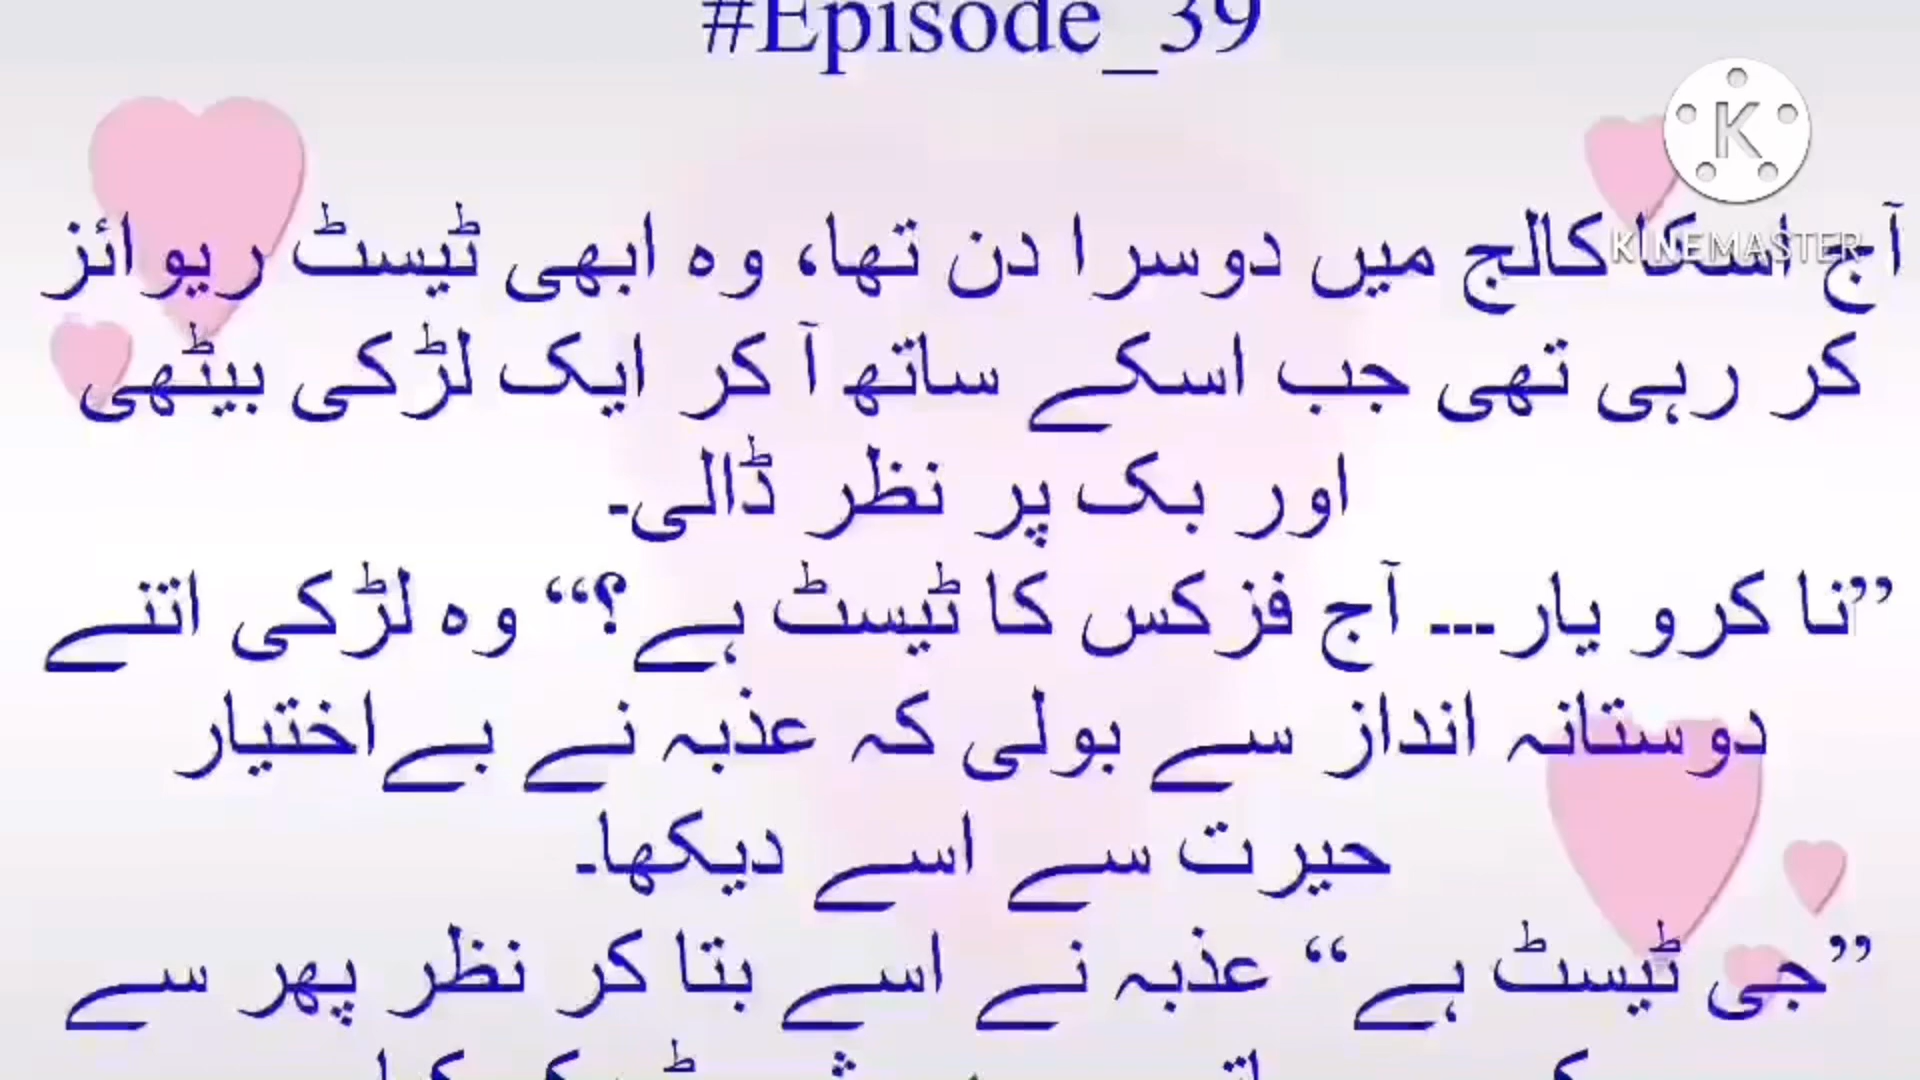 #Episode_39
K
KINEMASTER
آج اسکا کالج میں دوسرا دن تھا، وہ ابھی ٹیسٹ ریوائز
کر رہی تھی جب اسکے ساتھ آ کر ایک لڑکی بیٹھی
اور بک پر نظر ڈالی۔
”نا کرو یار۔۔۔ آج فزکس کا ٹیسٹ ہے؟“ وہ لڑکی اتنے
دوستانہ انداز سے بولی کہ عذبہ نے بےاختیار
حیرت سے اسے دیکھا۔
”جی ٹیسٹ ہے“ عذبہ نے اسے بتا کر نظر پھر سے